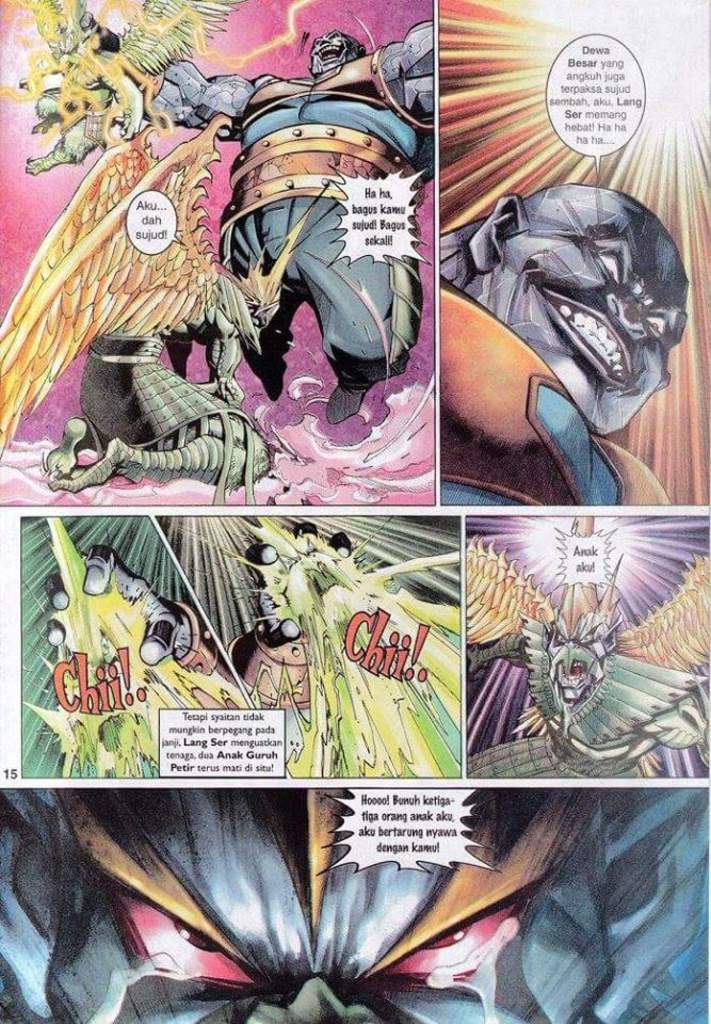 Aku...
dah
sujud!
Ha ha,
bagus kamu
sujud! Bagus
sekali!
Dewa
Besar yang
angkuh juga
terpaksa sujud
sembah, aku, Lang
Ser memang
hebat! Ha ha
ha ha....
Chii!..
Chii!..
Tetapi syaitan tidak
mungkin berpegang pada
janji, Lang Ser menguatkan
tenaga, dua Anak Guruh
Petir terus mati di situ!
Anak
aku!
15
Hoooo! Bunuh ketiga-
tiga orang anak aku,
aku bertarung nyawa
dengan kamu!